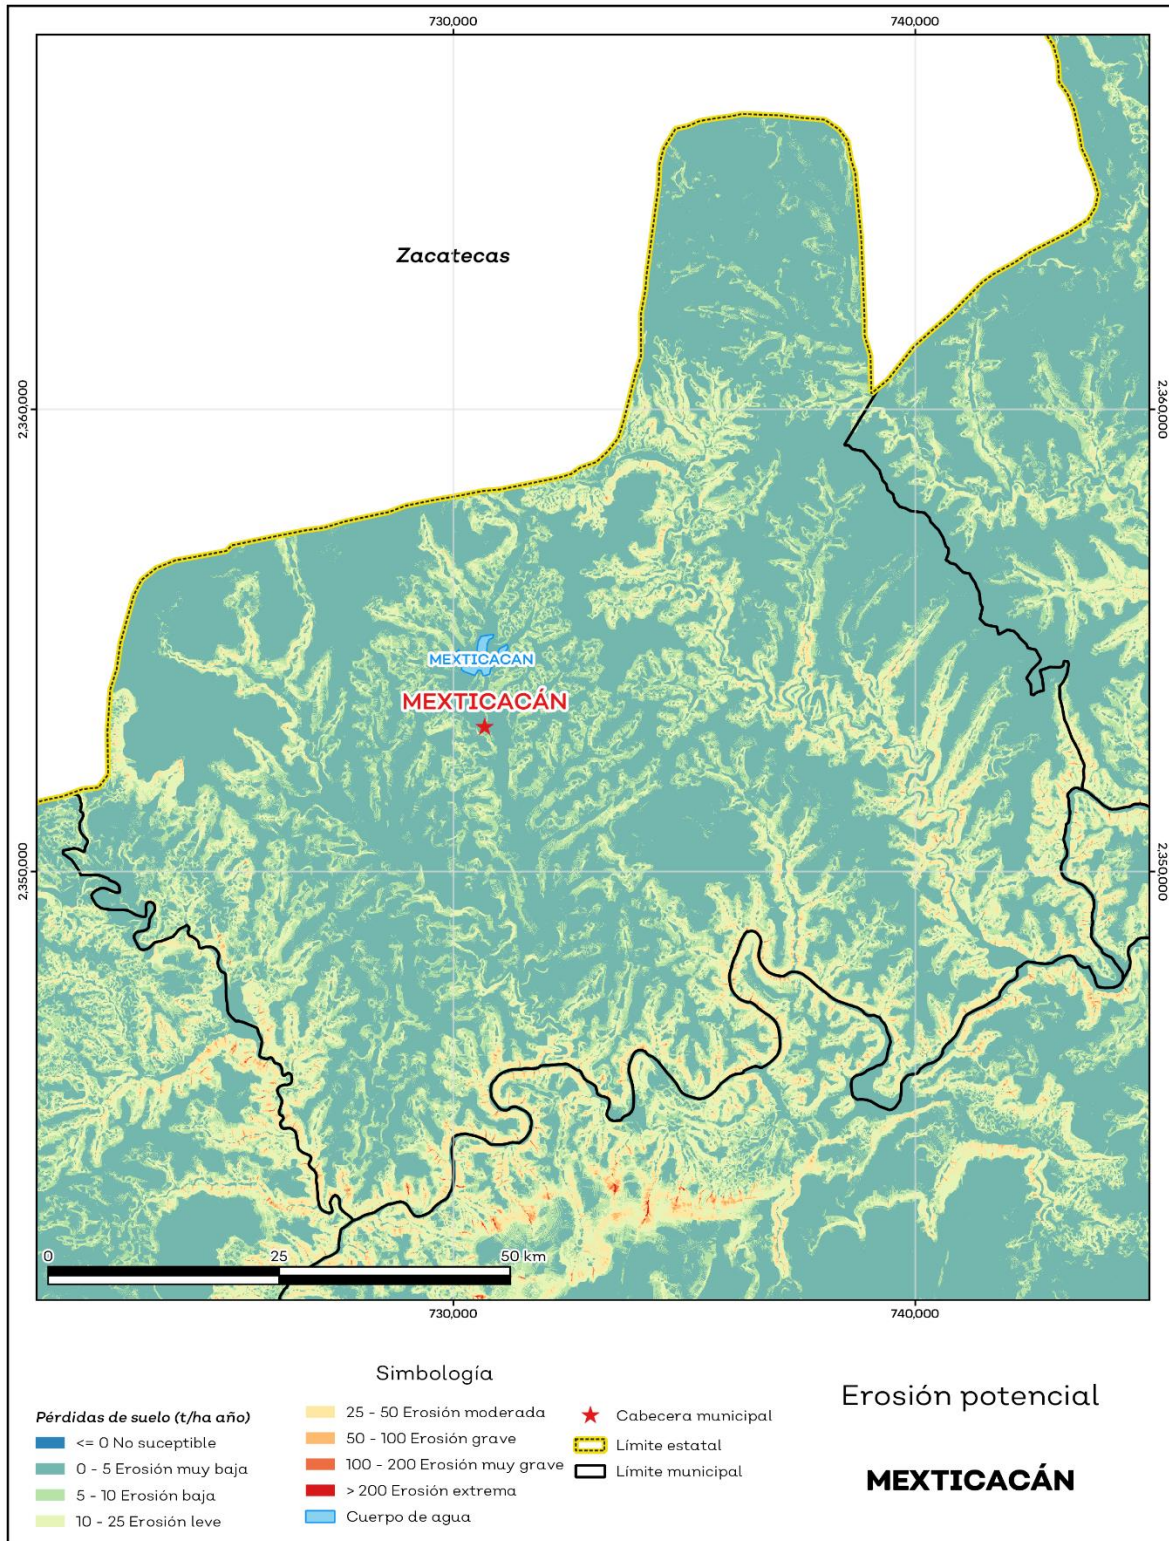 730,000
740,000
Zacatecas
2,360,000
2,360,000
MEXTICACAN
MEXTICACÁN
2,350,000
2,350,000
0
25
50 km
730,000
740,000
Simbología
Pérdidas de suelo (t/ha año)
<= 0 No suceptible
0 - 5 Erosión muy baja
5 - 10 Erosión baja
10 - 25 Erosión leve
25 - 50 Erosión moderada
50 - 100 Erosión grave
100 - 200 Erosión muy grave
> 200 Erosión extrema
Cuerpo de agua
Cabecera municipal
Límite estatal
Límite municipal
Erosión potencial
MEXTICACÁN